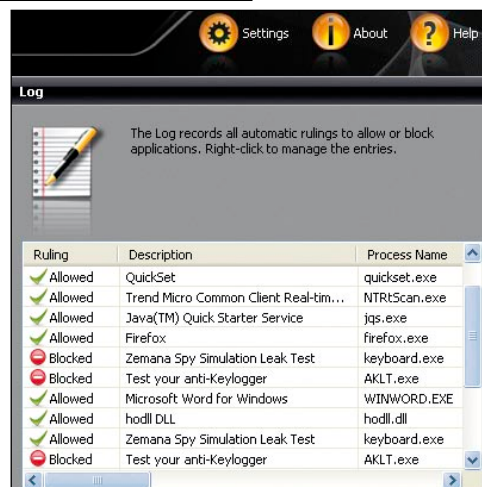 Settings About Help
Log
The Log records all automatic rulings to allow or block
applications. Right-click to manage the entries.
Ruling Description Process Name
Allowed QuickSet quickset.exe
Allowed Trend Micro Common Client Real-tim... NTRtScan.exe
Allowed Java(TM) Quick Starter Service jqs.exe
Allowed Firefox firefox.exe
Blocked Zemana Spy Simulation Leak Test keyboard.exe
Blocked Test your anti-Keylogger AKLT.exe
Allowed Microsoft Word for Windows WINWORD.EXE
Allowed hodll DLL hodll.dll
Allowed Zemana Spy Simulation Leak Test keyboard.exe
Blocked Test your anti-Keylogger AKLT.exe